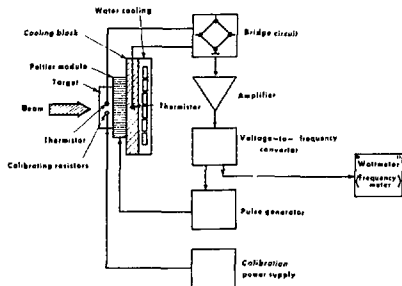 Water cooling
Cooling block
Peltier module
Target
Beam
Thermistor
Calibrating resistors
Thermistor
Bridge circuit
Amplifier
Voltage-to-frequency
convertor
Wattmeter
(frequency
meter)
Pulse generator
Calibration
power supply